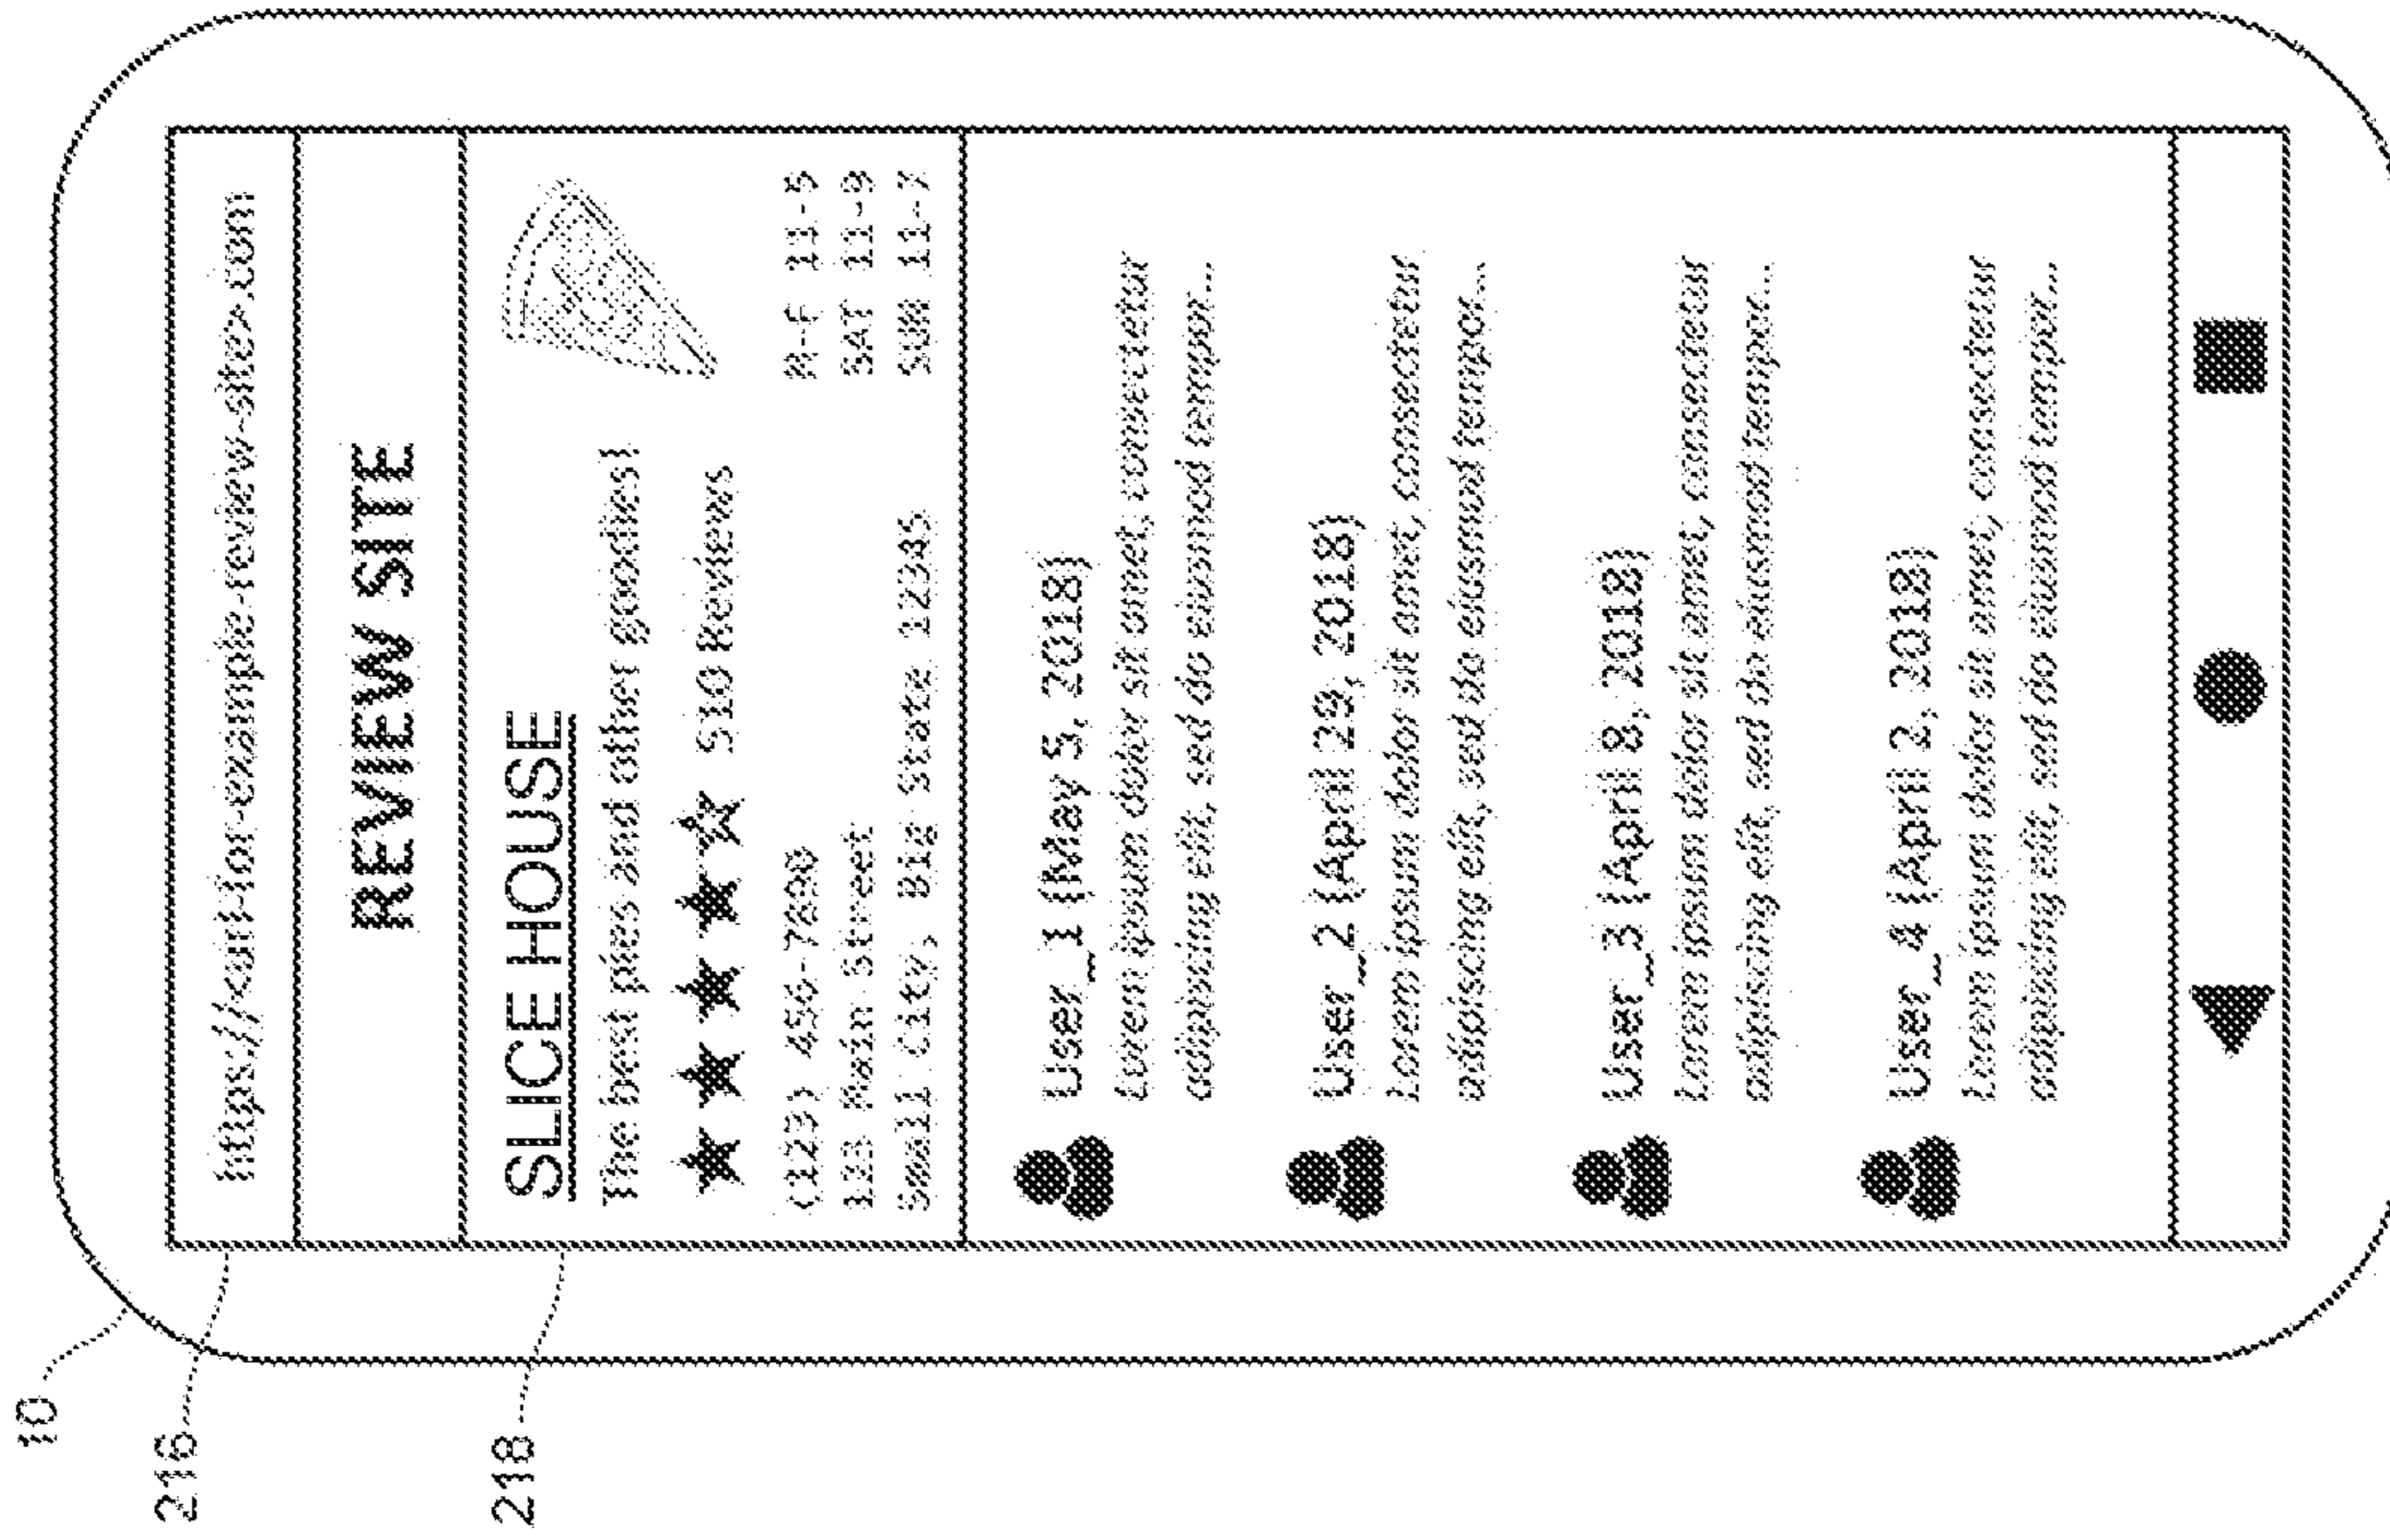 10
216
https://<url-for-example-review-site>.com
REVIEW SITE
218
SLICE HOUSE
The best pies and other goodies!
510 Reviews
(123) 456-7890
123 Main Street
Small City, Big State 12345
M-F 11-5
SAT 11-9
SUN 11-7
User_1 (May 5, 2018)
Lorem ipsum dolor sit amet, consectetur
adipiscing elit, sed do eiusmod tempor...
User_2 (April 29, 2018)
Lorem ipsum dolor sit amet, consectetur
adipiscing elit, sed do eiusmod tempor...
User_3 (April 8, 2018)
Lorem ipsum dolor sit amet, consectetur
adipiscing elit, sed do eiusmod tempor...
User_4 (April 2, 2018)
Lorem ipsum dolor sit amet, consectetur
adipiscing elit, sed do eiusmod tempor...